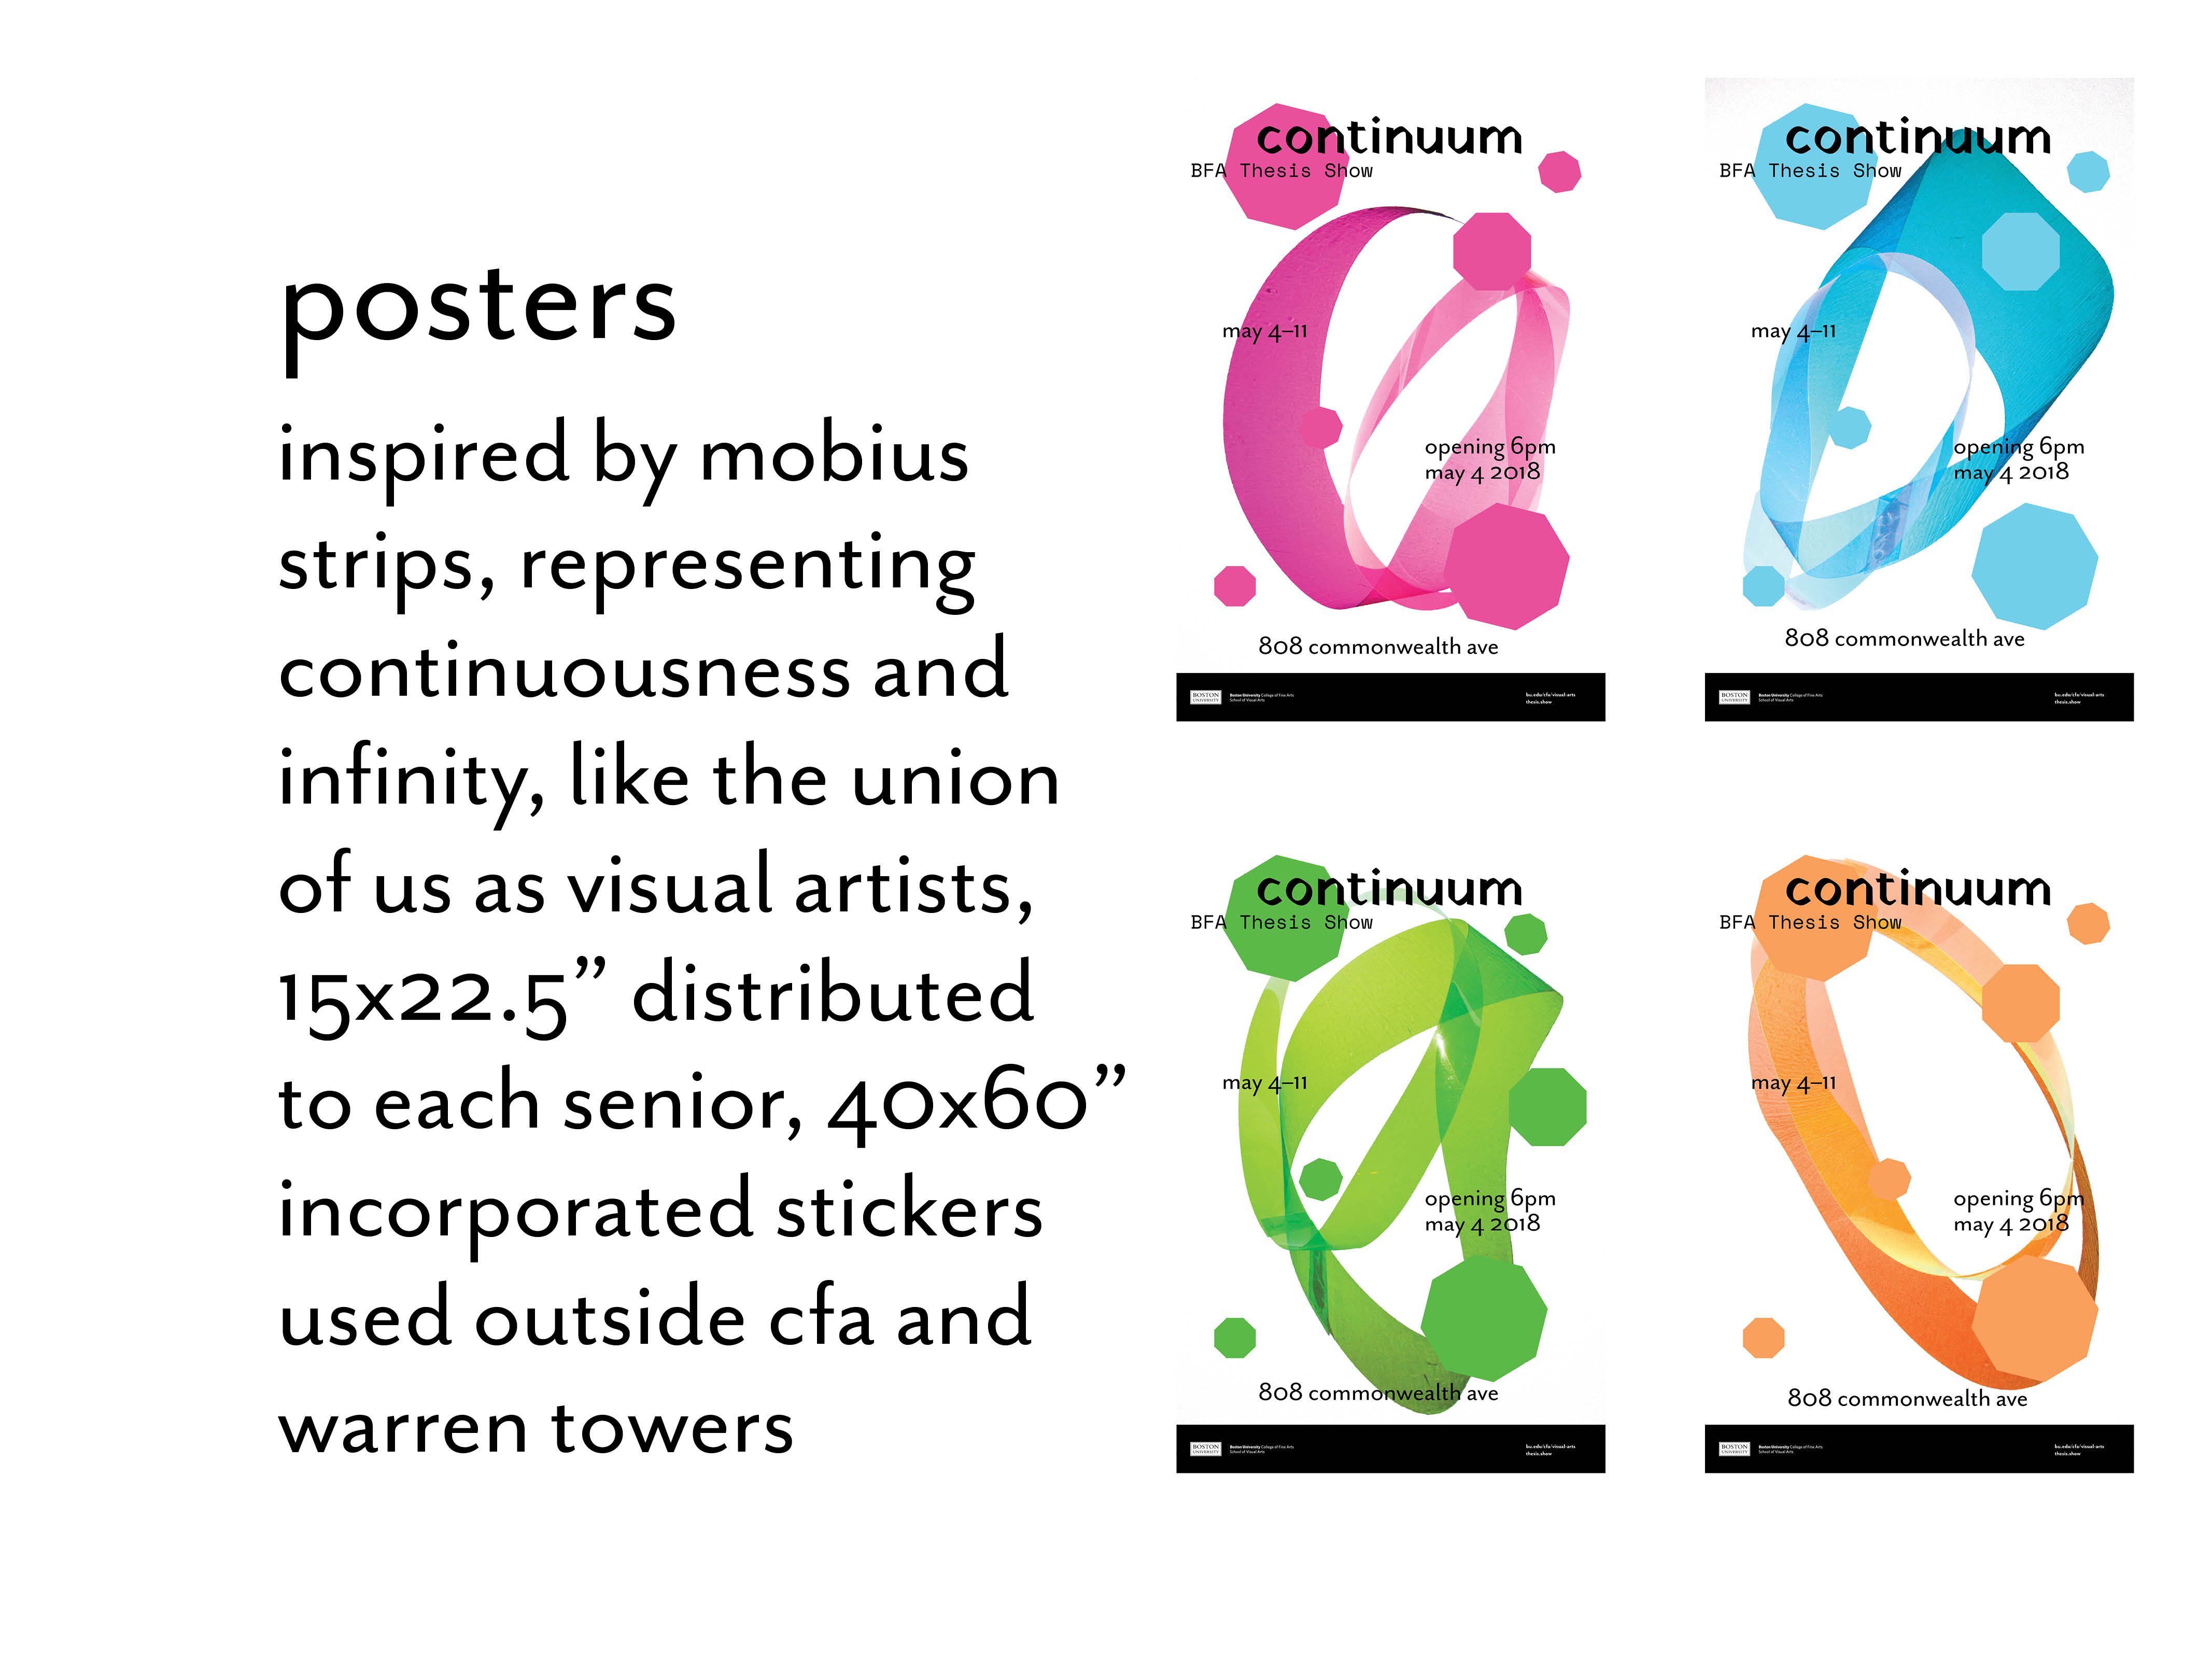 posters
inspired by mobius
strips, representing
continuousness and
infinity, like the union
of us as visual artists,
15x22.5” distributed
to each senior, 40x60”
incorporated stickers
used outside cfa and
warren towers
continuum
BFA Thesis Show
may 4–11
opening 6pm
may 4 2018
808 commonwealth ave
BOSTON
UNIVERSITY
Boston University College of Fine Arts
School of Visual Arts
bu.edu/cfa/visual-arts
thesis.show
continuum
BFA Thesis Show
may 4–11
opening 6pm
may 4 2018
808 commonwealth ave
BOSTON
UNIVERSITY
Boston University College of Fine Arts
School of Visual Arts
bu.edu/cfa/visual-arts
thesis.show
continuum
BFA Thesis Show
may 4–11
opening 6pm
may 4 2018
808 commonwealth ave
BOSTON
UNIVERSITY
Boston University College of Fine Arts
School of Visual Arts
bu.edu/cfa/visual-arts
thesis.show
continuum
BFA Thesis Show
may 4–11
opening 6pm
may 4 2018
808 commonwealth ave
BOSTON
UNIVERSITY
Boston University College of Fine Arts
School of Visual Arts
bu.edu/cfa/visual-arts
thesis.show